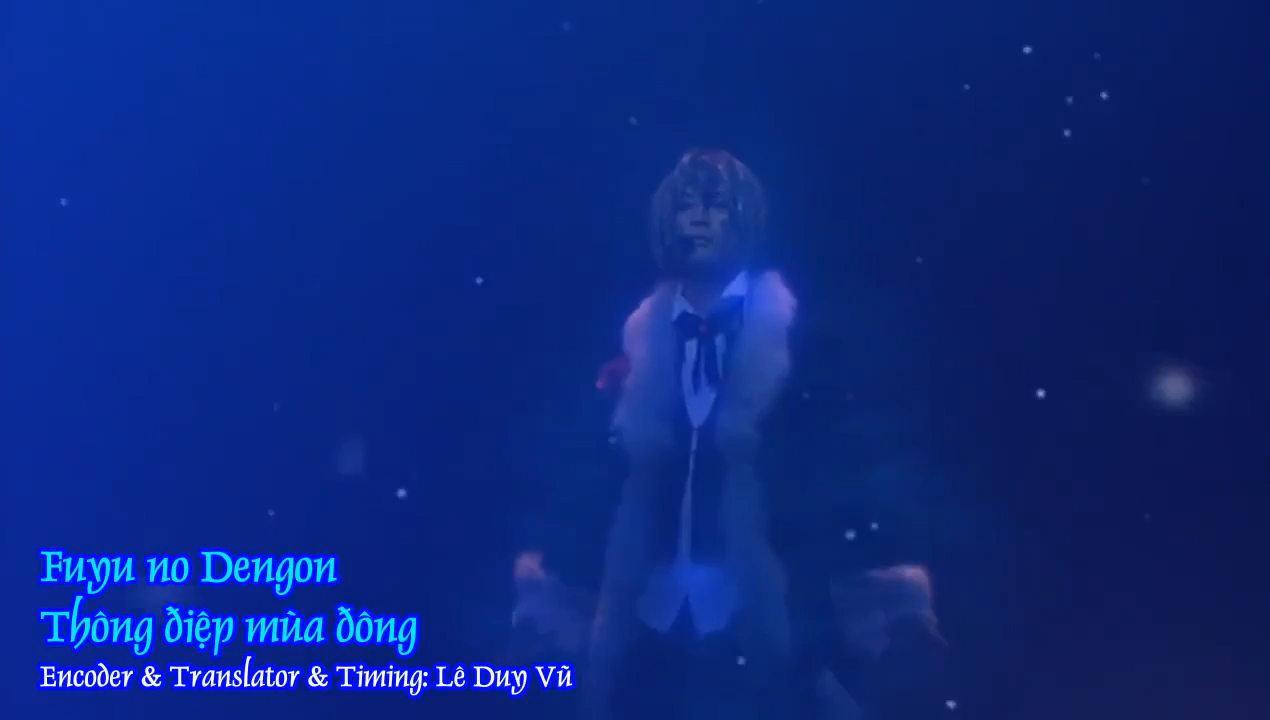 Fuyu no Dengon
Thông điệp mùa đông
Encoder & Translator & Timing: Lê Duy Vũ